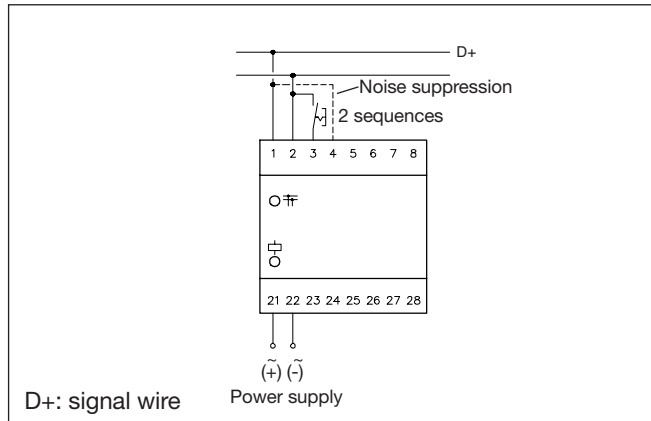 D+
Noise suppression
2 sequences
1 2 3 4 5 6 7 8
21 22 23 24 25 26 27 28
~ ~
(+) (-)
D+: signal wire Power supply